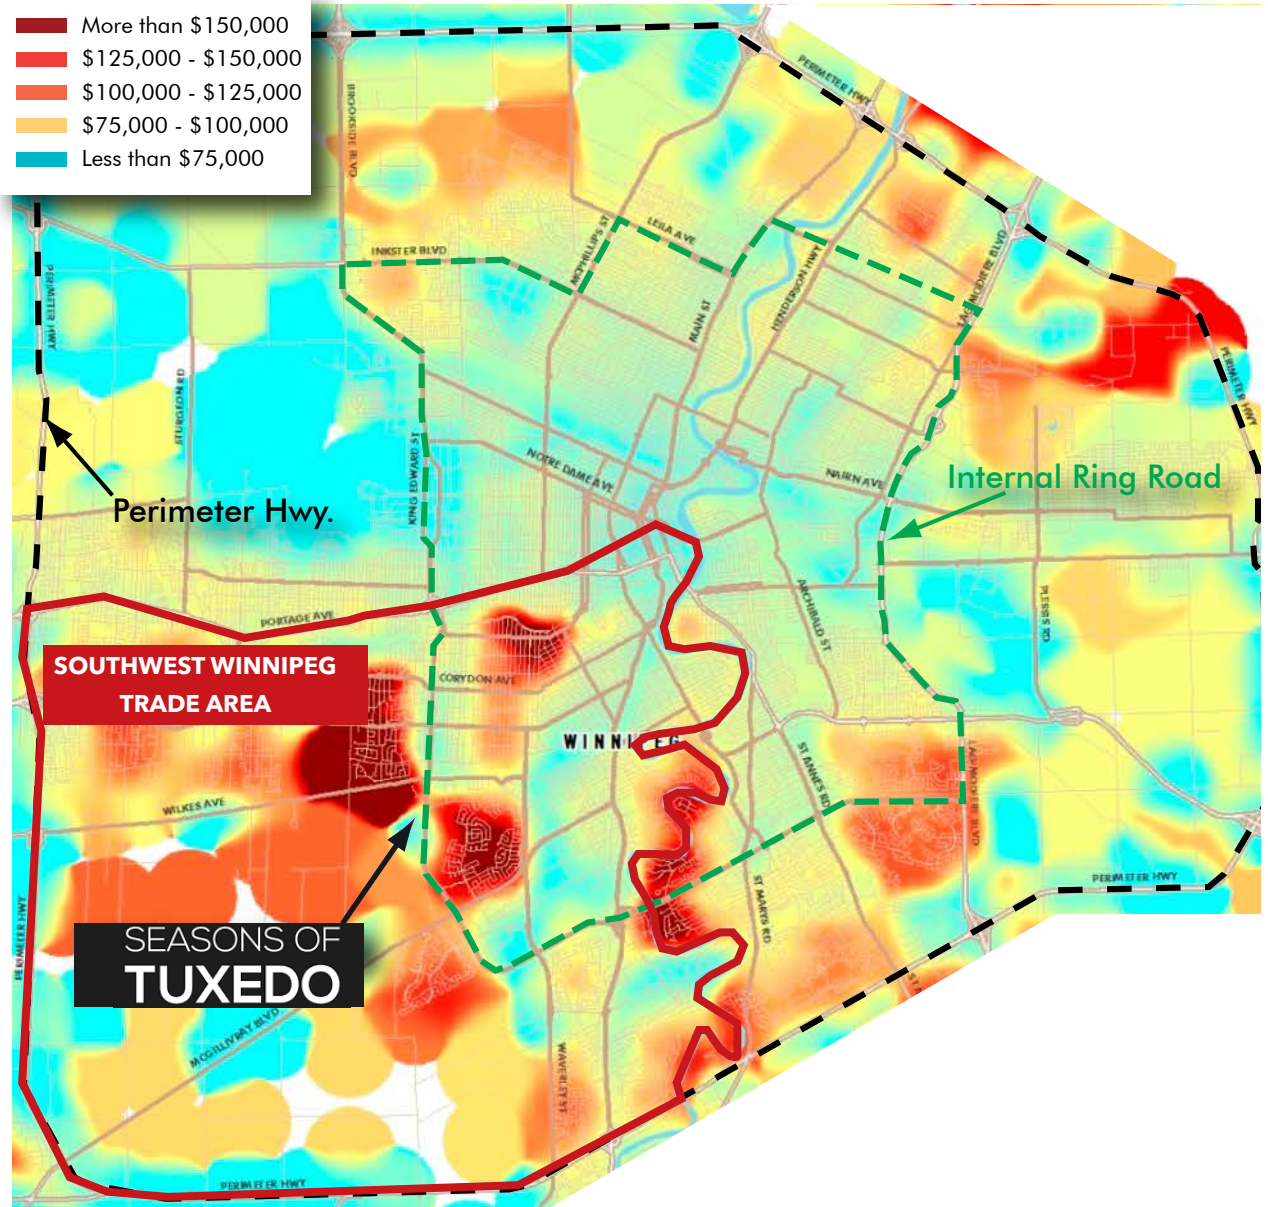 More than $150,000
$125,000 - $150,000
$100,000 - $125,000
$75,000 - $100,000
Less than $75,000
PERIMETER HWY
BROOKSIDE BLVD
LEILA AVE
MCPHILLIPS ST
INKSTER BLVD
PERIMETER HWY
MAIN ST
HENDERSON HWY
LAGIMODIERE BLVD
PERIMETER HWY
STURGEON RD
KING EDWARD ST
NOTRE DAME AVE
NAIRN AVE
Internal Ring Road
Perimeter Hwy.
PORTAGE AVE
ARCHIBALD ST
PLESSIS RD
SOUTHWEST WINNIPEG
TRADE AREA
CORYDON AVE
WINNIPEG
ST ANNES RD
LAGIMODIERE BLVD
WILKES AVE
PERIMETER HWY
ST MARYS RD
PERIMETER HWY
SEASONS OF
TUXEDO
MCGILLIVRAY BLVD
WAVERLEY ST
PERIMETER HWY